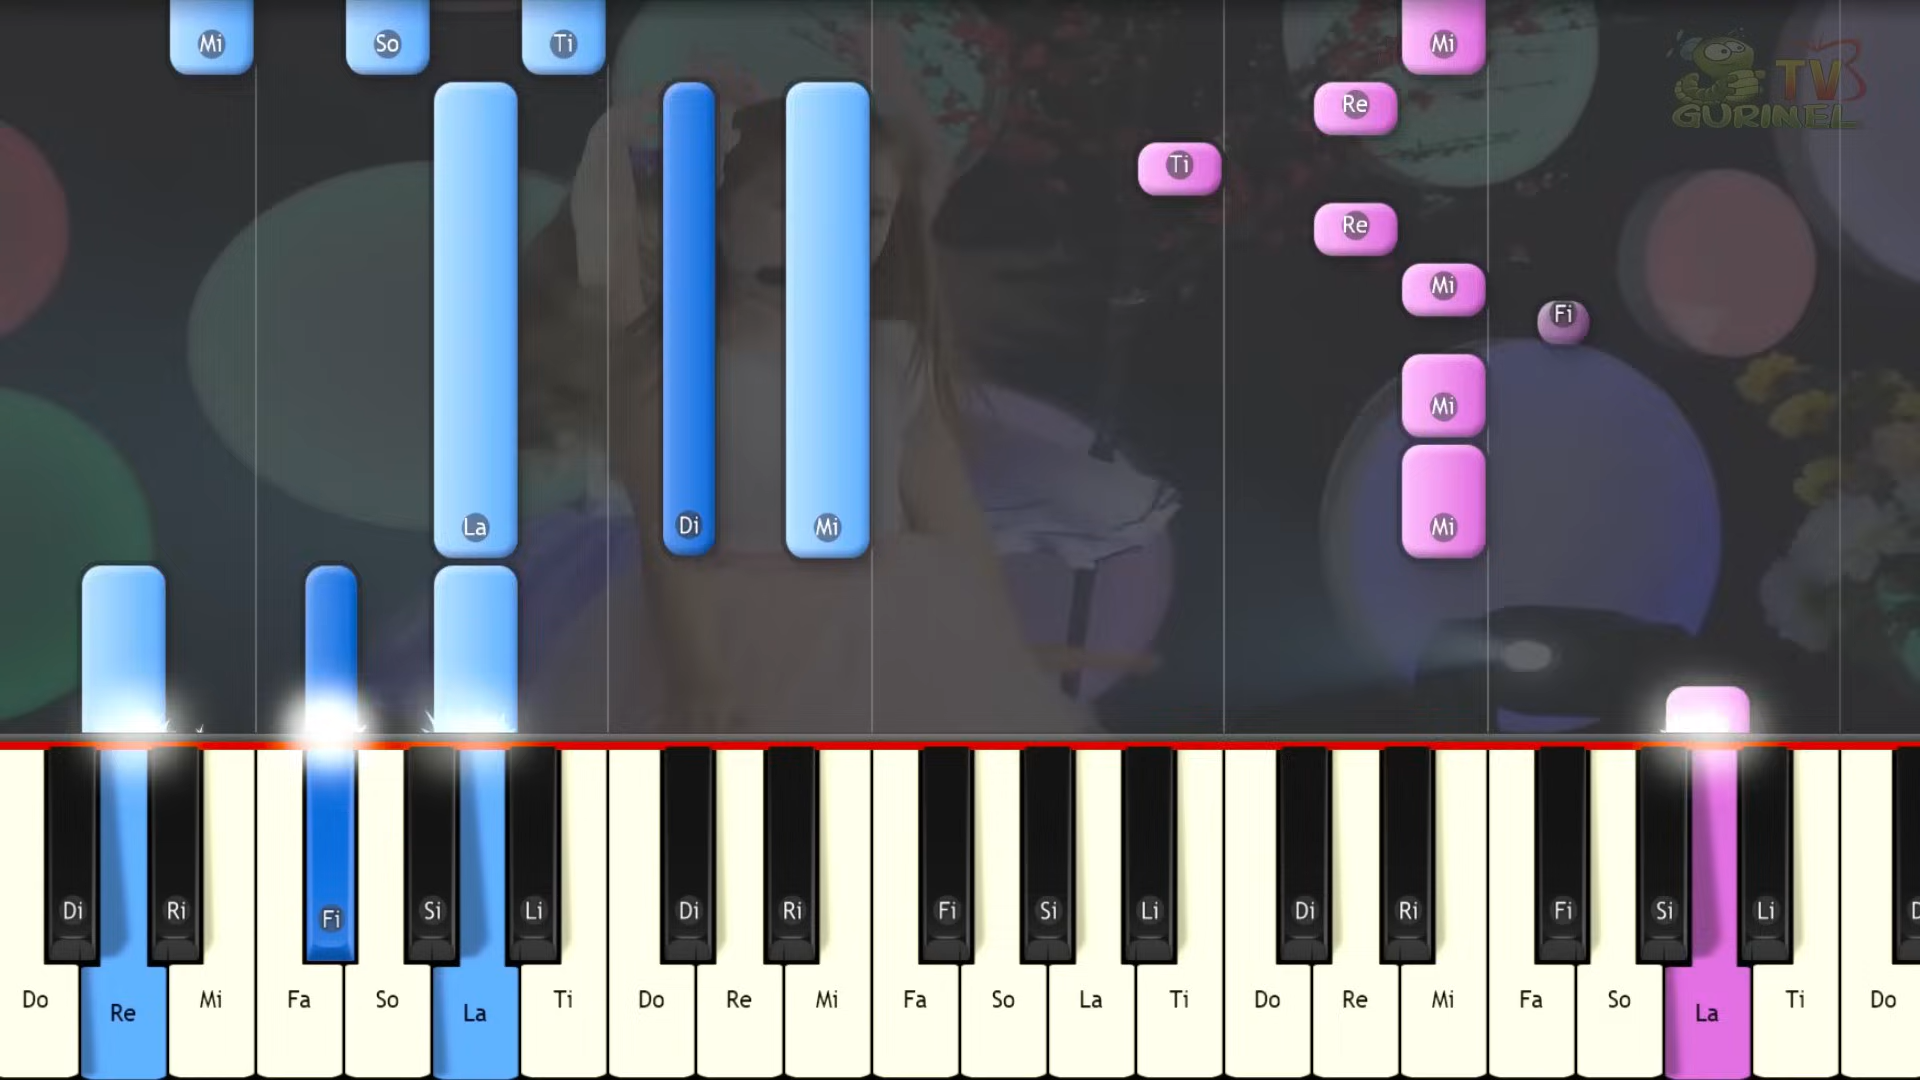 Mi So Ti Mi
TV3
GURINEL
Re
Ti
Re
Mi
Fi
Mi
La Di Mi Mi
Di Ri Fi Si Li Di Ri Fi Si Li Di Ri Fi Si Li
Do Re Mi Fa So La Ti Do Re Mi Fa So La Ti Do Re Mi Fa So La Ti Do